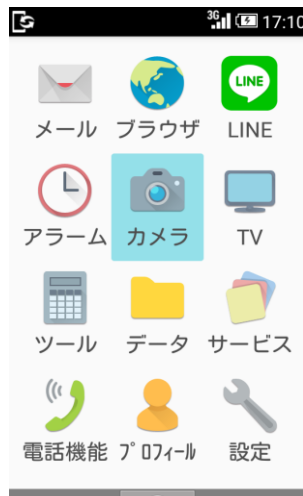 3G 17:10
メール ブラウザ LINE
アラーム カメラ TV
ツール データ サービス
電話機能 プロフィール 設定